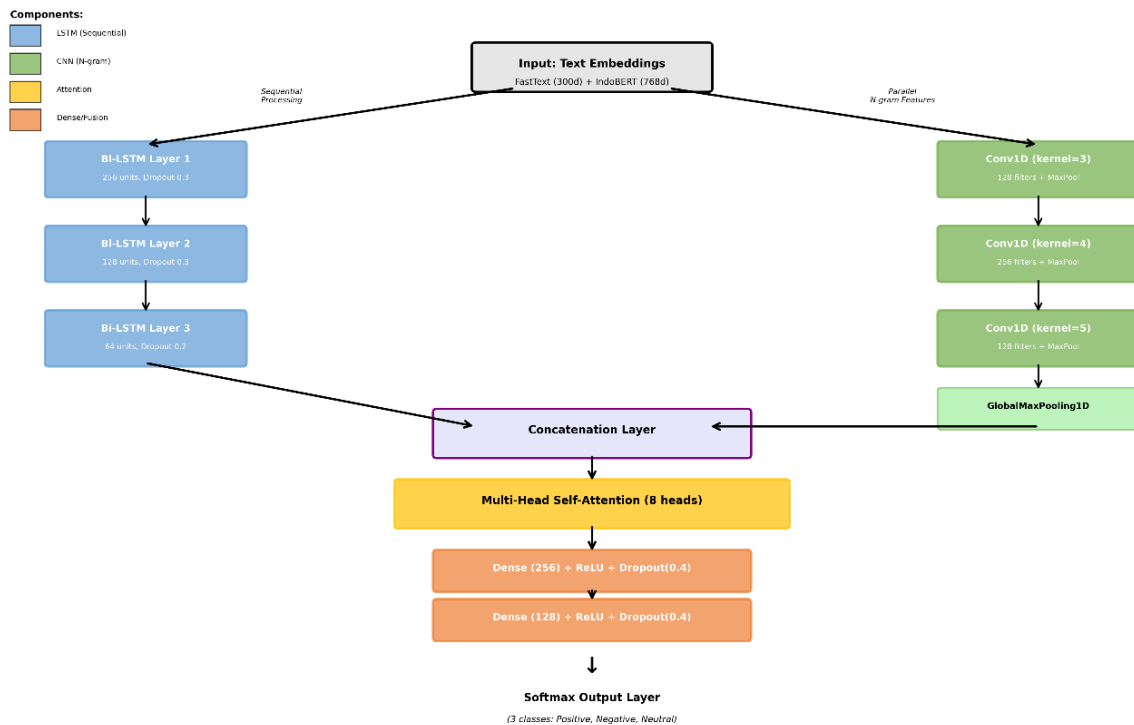 Components:
LSTM (Sequential)
CNN (N-gram)
Attention
Dense/Fusion
Input: Text Embeddings
FastText (300d) + IndoBERT (768d)
Sequential
Processing
Parallel
N-gram Features
Bi-LSTM Layer 1
256 units, Dropout 0.3
Bi-LSTM Layer 2
128 units, Dropout 0.3
Bi-LSTM Layer 3
64 units, Dropout 0.2
Conv1D (kernel=3)
128 filters + MaxPool
Conv1D (kernel=4)
256 filters + MaxPool
Conv1D (kernel=5)
128 filters + MaxPool
GlobalMaxPooling1D
Concatenation Layer
Multi-Head Self-Attention (8 heads)
Dense (256) + ReLU + Dropout(0.4)
Dense (128) + ReLU + Dropout(0.4)
Softmax Output Layer
(3 classes: Positive, Negative, Neutral)